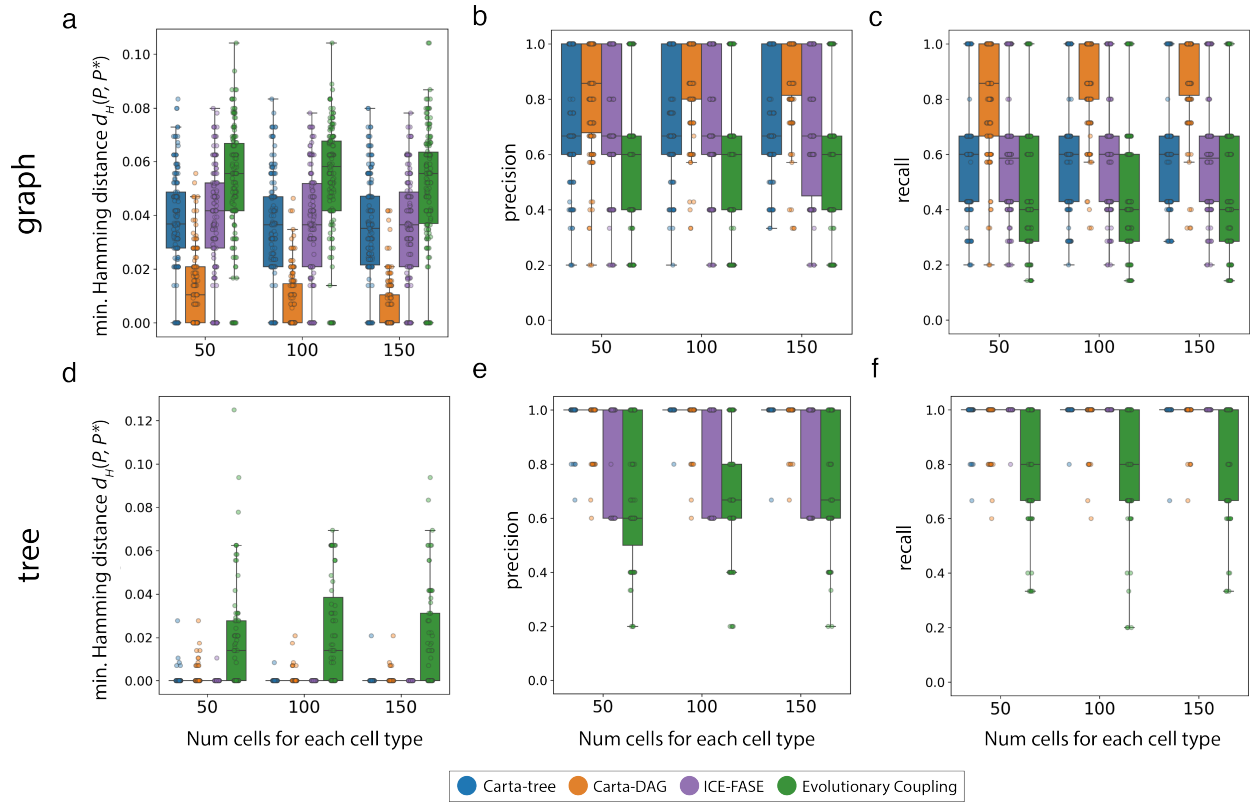 a
b
c
graph
min. Hamming distance d_H(P, P*)
0.10
0.08
0.06
0.04
0.02
0.00
50
100
150
precision
1.0
0.8
0.6
0.4
0.2
0.0
50
100
150
recall
1.0
0.8
0.6
0.4
0.2
0.0
50
100
150
d
e
f
tree
min. Hamming distance d_H(P, P*)
0.12
0.10
0.08
0.06
0.04
0.02
0.00
50
100
150
Num cells for each cell type
precision
1.0
0.8
0.6
0.4
0.2
0.0
50
100
150
Num cells for each cell type
recall
1.0
0.8
0.6
0.4
0.2
0.0
50
100
150
Num cells for each cell type
Carta-tree
Carta-DAG
ICE-FASE
Evolutionary Coupling